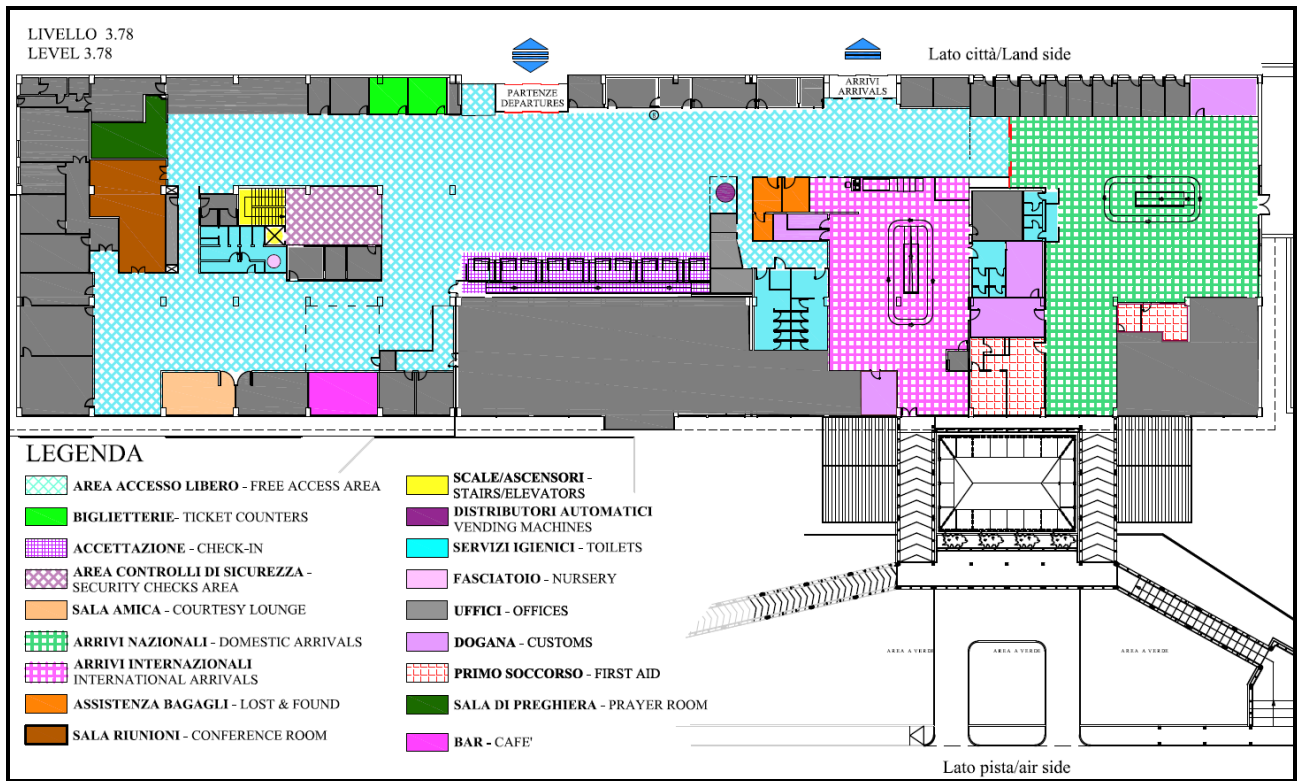 LIVELLO 3.78
LEVEL 3.78
Lato città/Land side
PARTENZE
DEPARTURES
ARRIVI
ARRIVALS
LEGENDA
AREA ACCESSO LIBERO - FREE ACCESS AREA
BIGLIETTERIE- TICKET COUNTERS
ACCETTAZIONE - CHECK-IN
AREA CONTROLLI DI SICUREZZA -
SECURITY CHECKS AREA
SALA AMICA - COURTESY LOUNGE
ARRIVI NAZIONALI - DOMESTIC ARRIVALS
ARRIVI INTERNAZIONALI
INTERNATIONAL ARRIVALS
ASSISTENZA BAGAGLI - LOST & FOUND
SALA RIUNIONI - CONFERENCE ROOM
SCALE/ASCENSORI -
STAIRS/ELEVATORS
DISTRIBUTORI AUTOMATICI
VENDING MACHINES
SERVIZI IGIENICI - TOILETS
FASCIATOIO - NURSERY
UFFICI - OFFICES
DOGANA - CUSTOMS
PRIMO SOCCORSO - FIRST AID
SALA DI PREGHIERA - PRAYER ROOM
BAR - CAFE'
AREA A VERDE
AREA A VERDE
AREA A VERDE
Lato pista/air side